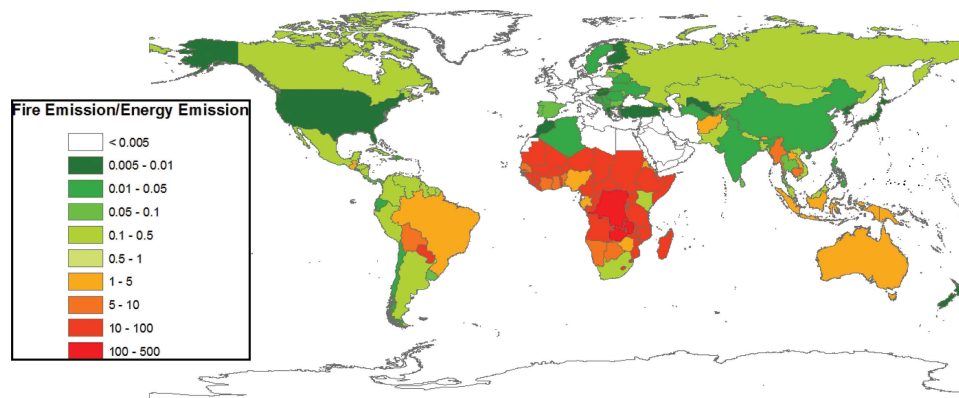 Fire Emission/Energy Emission
< 0.005
0.005 - 0.01
0.01 - 0.05
0.05 - 0.1
0.1 - 0.5
0.5 - 1
1 - 5
5 - 10
10 - 100
100 - 500